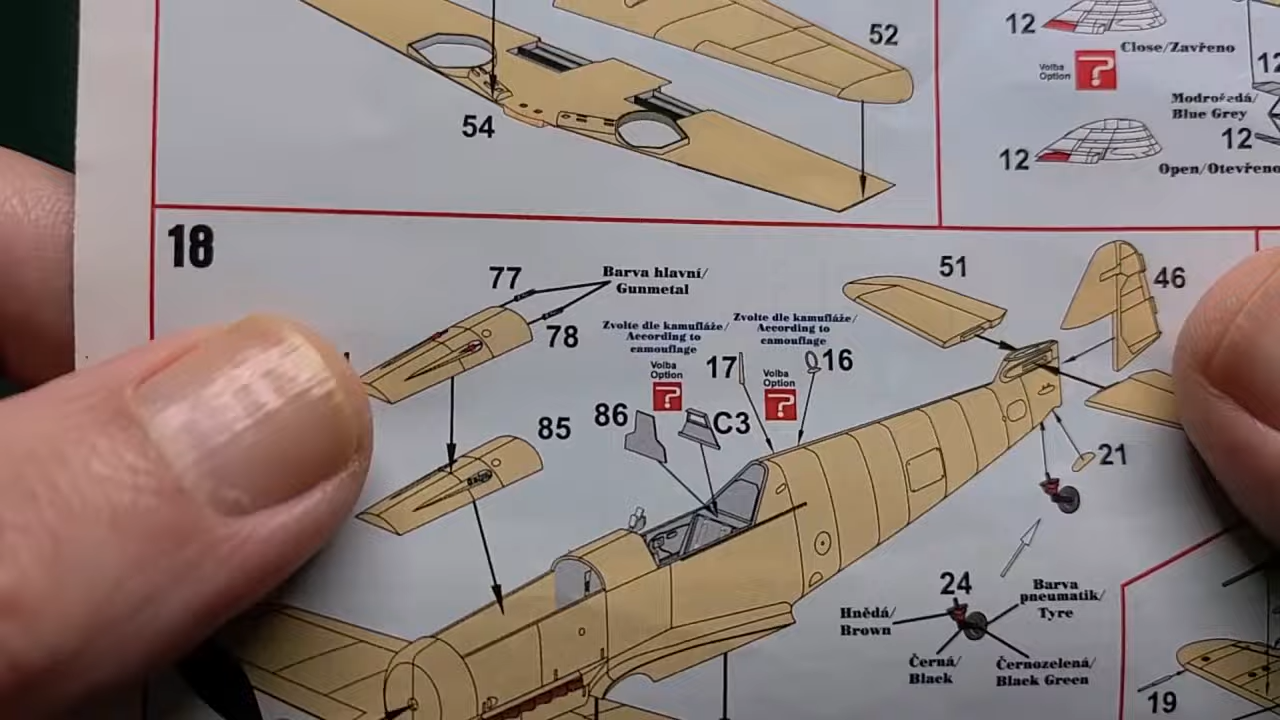 52
54
12
Close/Zavřeno
Volba
Option
?
12
Modrošedá/
Blue Grey
12
12
Open/Otevřeno
18
77
Barva hlavní/
Gunmetal
78
Zvolte dle kamufláže/
According to
camouflage
Volba
Option
?
Zvolte dle kamufláže/
According to
camouflage
Volba
Option
?
17
16
51
46
86
C3
85
21
24
Hnědá/
Brown
Barva
pneumatik/
Tyre
Černá/
Black
Černozelená/
Black Green
19